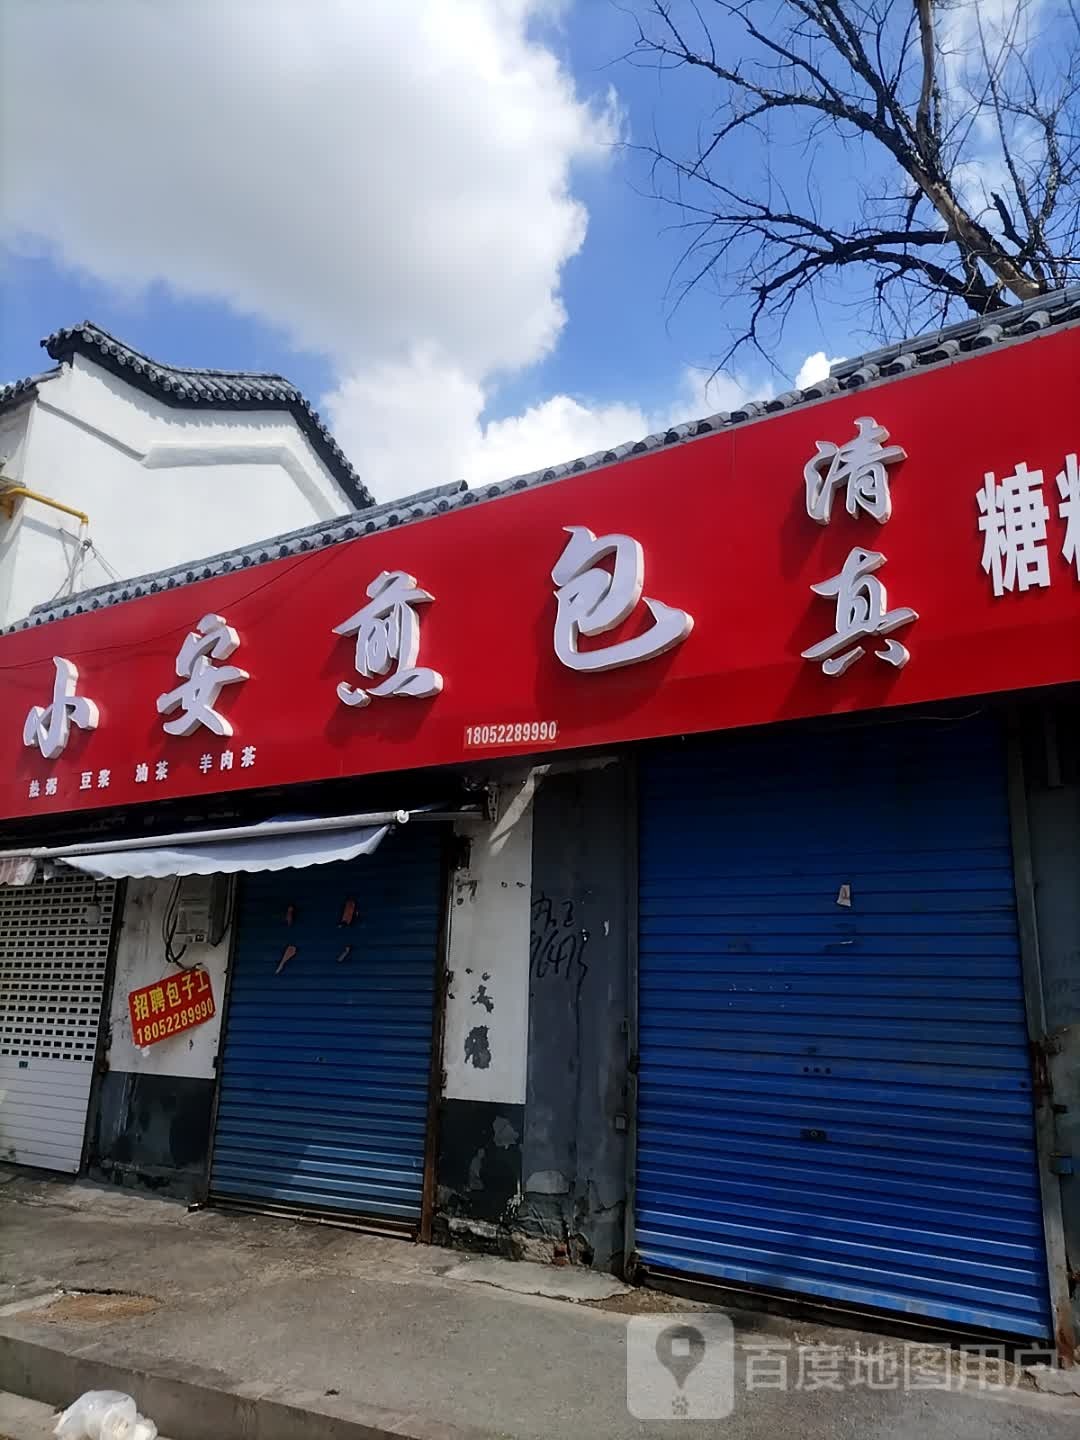 小安煎包
清真
糖
热粥 豆浆 油茶 羊肉茶
18052289990
招聘包子工
18052289990
百度地图用户